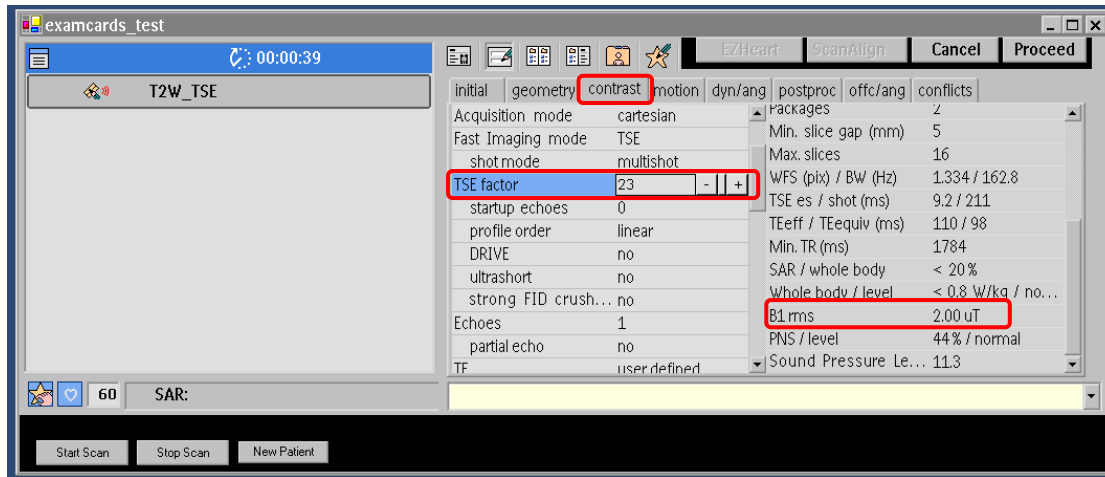 examcards_test
00:00:39
T2W_TSE
60 SAR:
EZHeart ScanAlign Cancel Proceed
initial geometry contrast motion dyn/ang postproc offc/ang conflicts
Acquisition mode cartesian
Fast Imaging mode TSE
shot mode multishot
TSE factor 23 - +
startup echoes 0
profile order linear
DRIVE no
ultrashort no
strong FID crush... no
Echoes 1
partial echo no
TE user defined
Packages 2
Min. slice gap (mm) 5
Max. slices 16
WFS (pix) / BW (Hz) 1.334 / 162.8
TSE es / shot (ms) 9.2 / 211
TEeff / TEequiv (ms) 110 / 98
Min. TR (ms) 1784
SAR / whole body < 20 %
Whole body / level < 0.8 W/kg / no...
B1 rms 2.00 uT
PNS / level 44 % / normal
Sound Pressure Le... 11.3
Start Scan Stop Scan New Patient